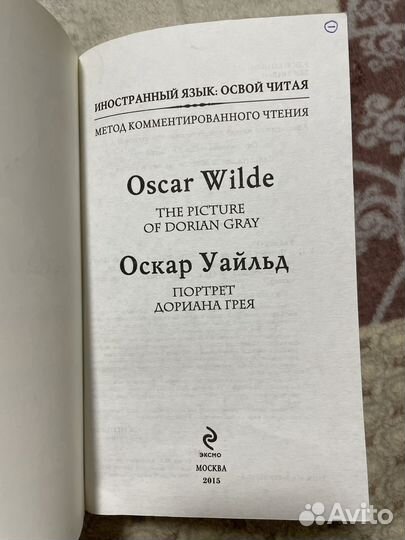 1
ИНОСТРАННЫЙ ЯЗЫК: ОСВОЙ ЧИТАЯ
МЕТОД КОММЕНТИРОВАННОГО ЧТЕНИЯ
Oscar Wilde
THE PICTURE
OF DORIAN GRAY
Оскар Уайльд
ПОРТРЕТ
ДОРИАНА ГРЕЯ
ЭКСМО
МОСКВА
2015
Avito